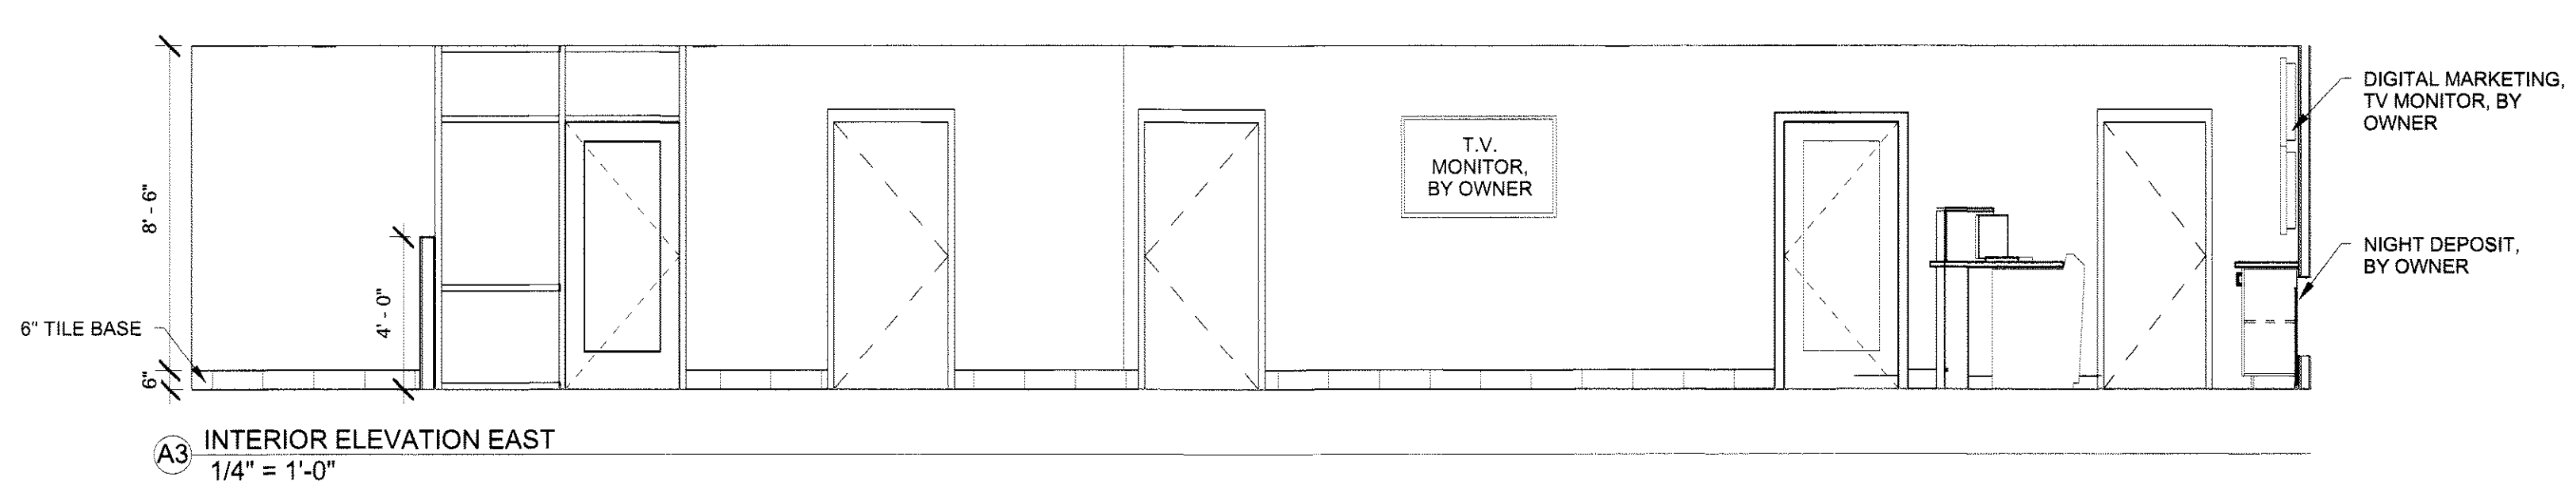 DIGITAL MARKETING,
TV MONITOR, BY
OWNER
T.V.
MONITOR,
BY OWNER
8' - 6"
NIGHT DEPOSIT,
BY OWNER
4' - 0"
6" TILE BASE
6"
A3
INTERIOR ELEVATION EAST
1/4" = 1'-0"